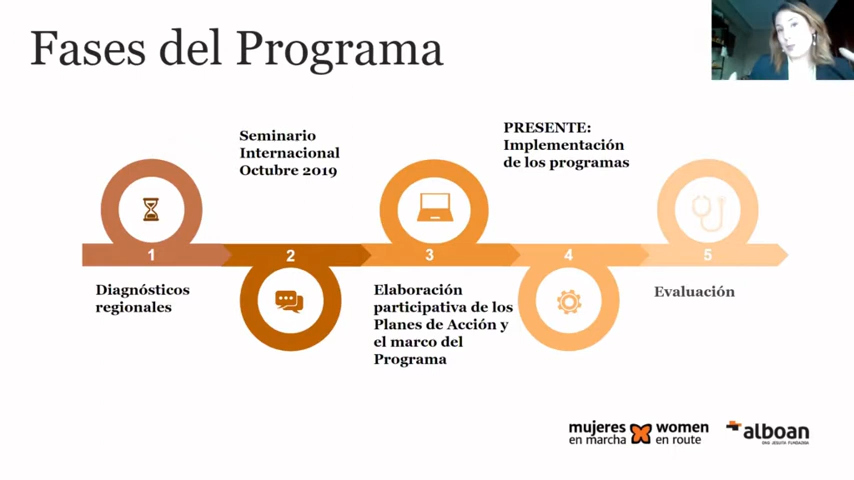 Fases del Programa
Seminario
Internacional
Octubre 2019
PRESENTE:
Implementación
de los programas
1
2
3
4
5
Diagnósticos
regionales
Elaboración
participativa de los
Planes de Acción y
el marco del
Programa
Evaluación
mujeres women
en marcha en route
alboan